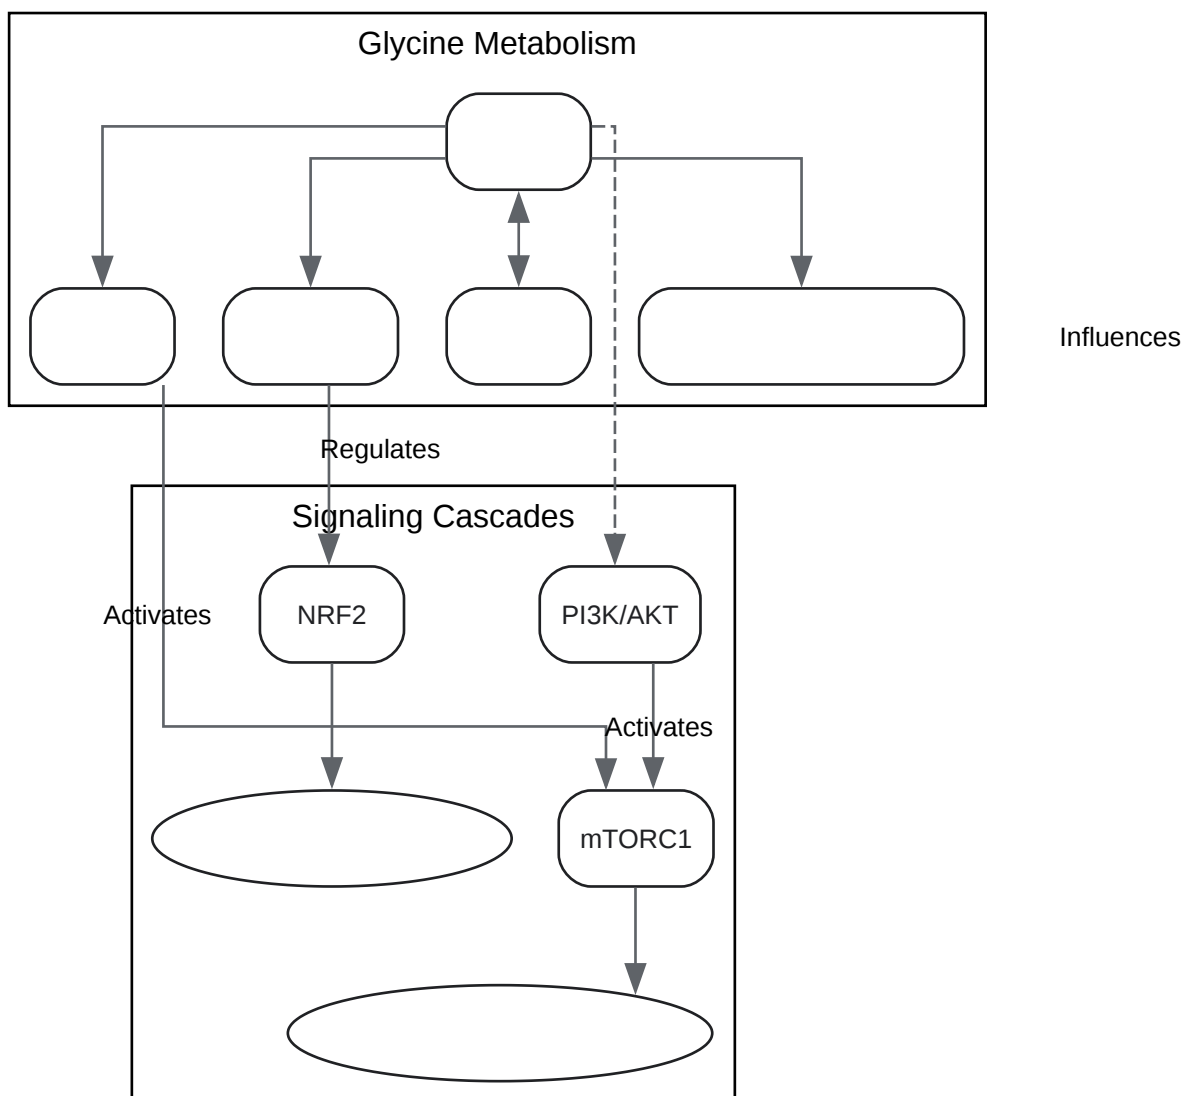 Glycine Metabolism
Influences
Regulates
Signaling Cascades
Activates
NRF2
PI3K/AKT
Activates
mTORC1